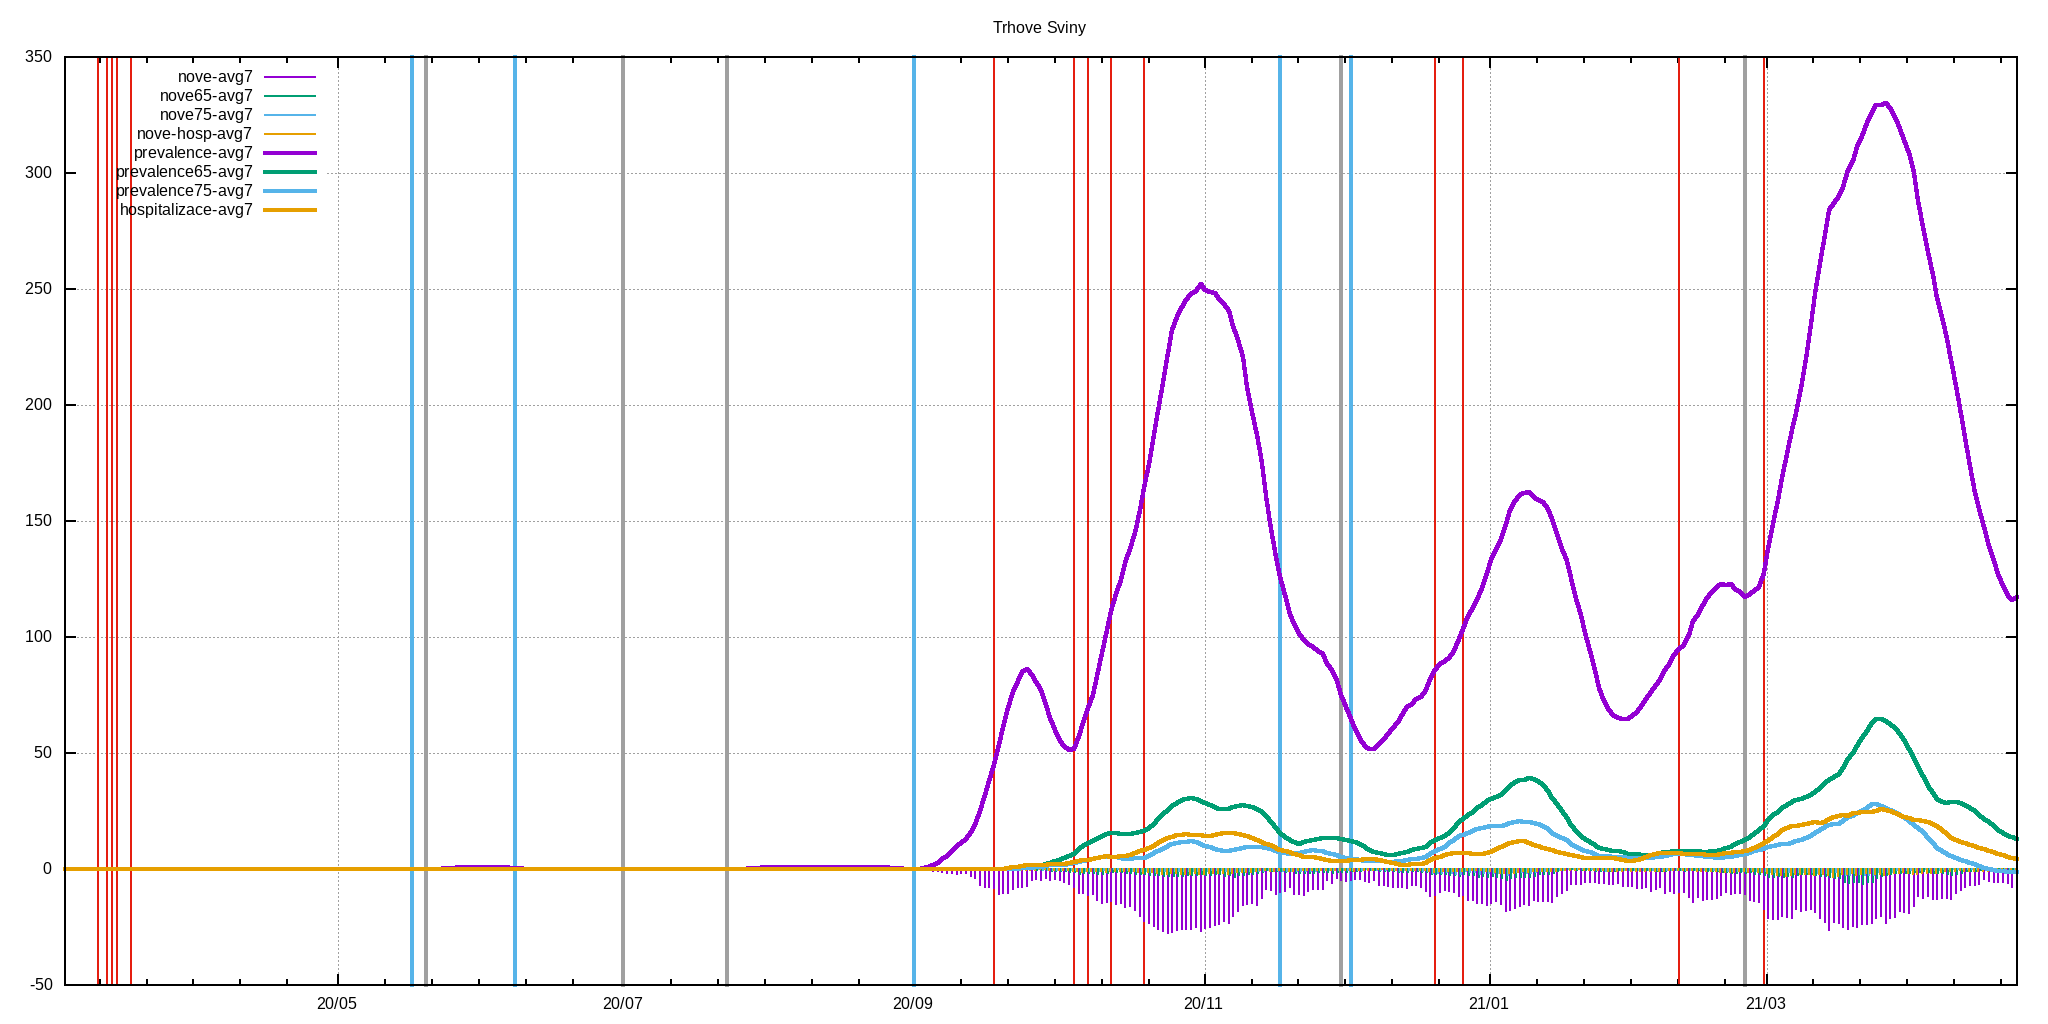 Trhove Sviny
350
300
250
200
150
100
50
0
-50
nove-avg7
nove65-avg7
nove75-avg7
nove-hosp-avg7
prevalence-avg7
prevalence65-avg7
prevalence75-avg7
hospitalizace-avg7
20/05 20/07 20/09 20/11 21/01 21/03